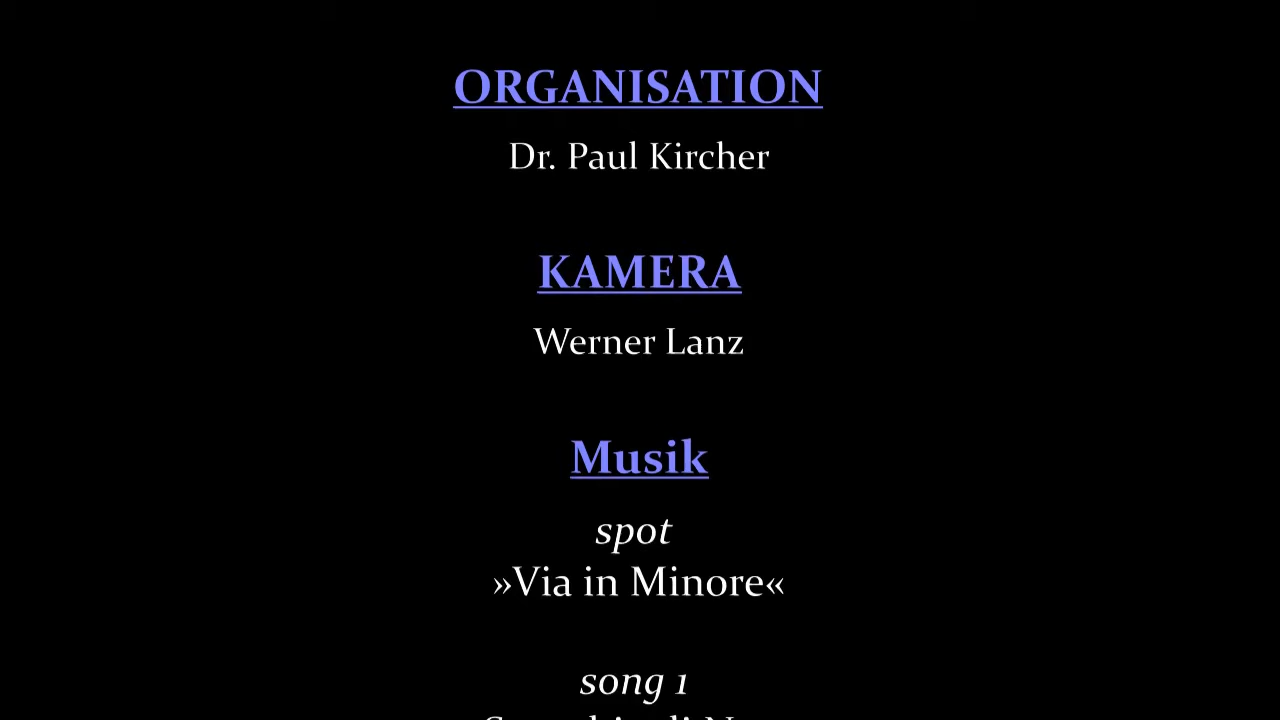 ORGANISATION
Dr. Paul Kircher
KAMERA
Werner Lanz
Musik
spot
»Via in Minore«
song 1